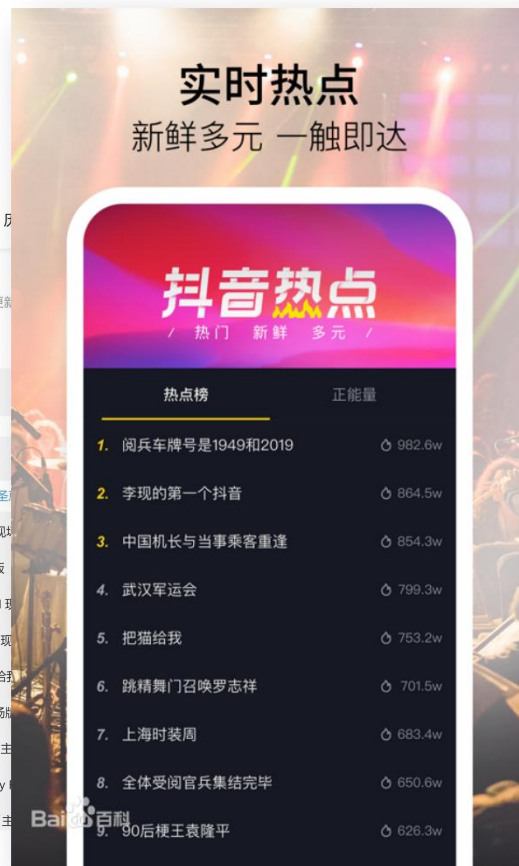 实时热点
新鲜多元 一触即达
抖音热点
/ 热门 新鲜 多元 /
热点榜 正能量
1. 阅兵车牌号是1949和2019 982.6w
2. 李现的第一个抖音 864.5w
3. 中国机长与当事乘客重逢 854.3w
4. 武汉军运会 799.3w
5. 把猫给我 753.2w
6. 跳精舞门召唤罗志祥 701.5w
7. 上海时装周 683.4w
8. 全体受阅官兵集结完毕 650.6w
9. 90后梗王袁隆平 626.3w
Bai百科